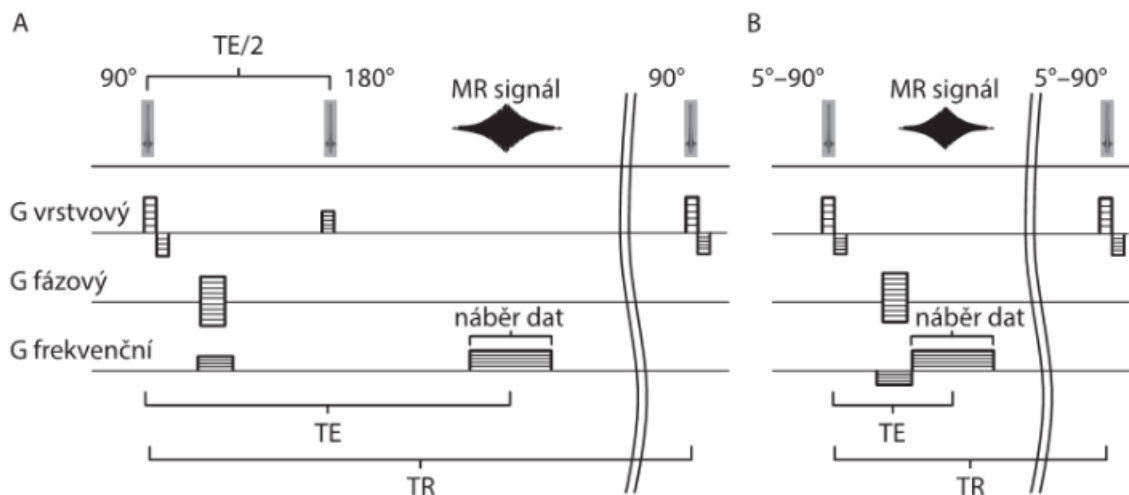 A
B
TE/2
90°
180°
MR signál
90°
5°–90°
MR signál
5°–90°
G vrstvový
G fázový
náběr dat
náběr dat
G frekvenční
TE
TE
TR
TR